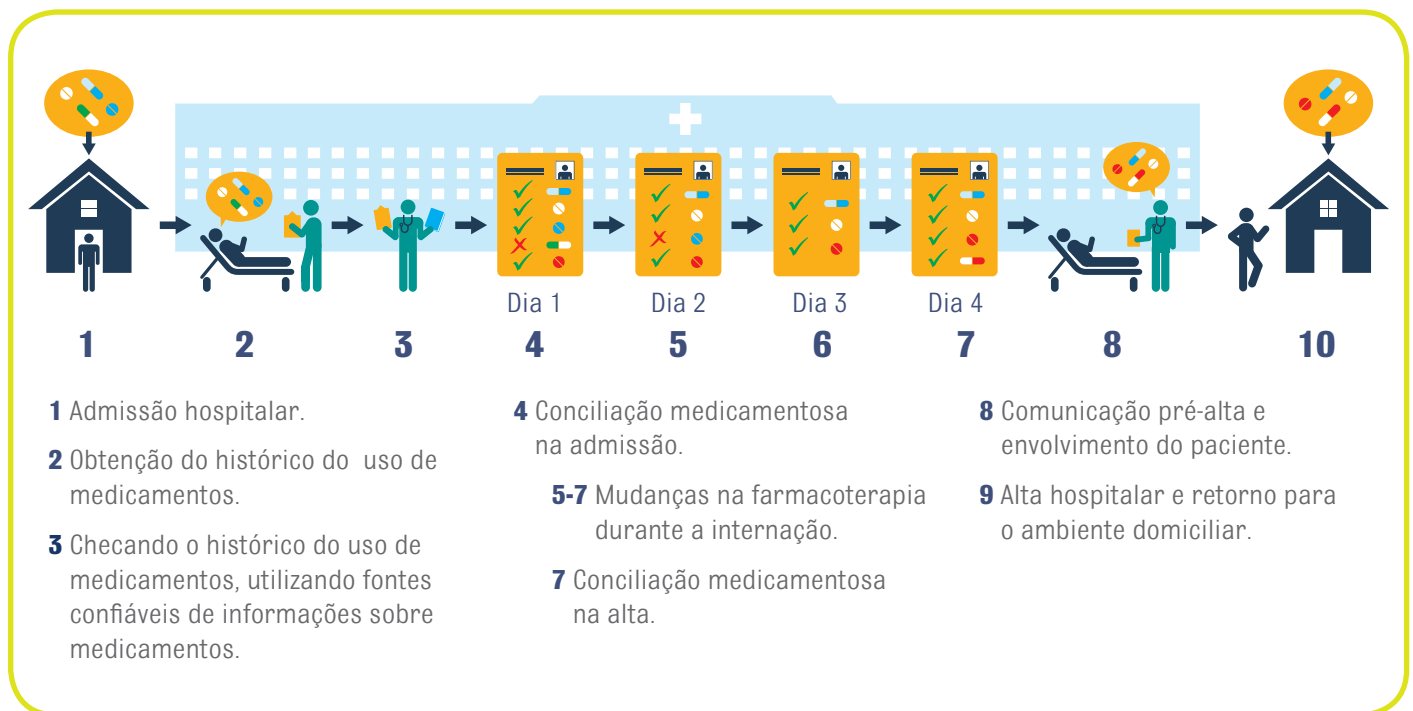 Dia 1
Dia 2
Dia 3
Dia 4
1
2
3
4
5
6
7
8
10
1 Admissão hospitalar.
2 Obtenção do histórico do uso de
medicamentos.
3 Checando o histórico do uso de
medicamentos, utilizando fontes
confiáveis de informações sobre
medicamentos.
4 Conciliação medicamentosa
na admissão.
5-7 Mudanças na farmacoterapia
durante a internação.
7 Conciliação medicamentosa
na alta.
8 Comunicação pré-alta e
envolvimento do paciente.
9 Alta hospitalar e retorno para
o ambiente domiciliar.